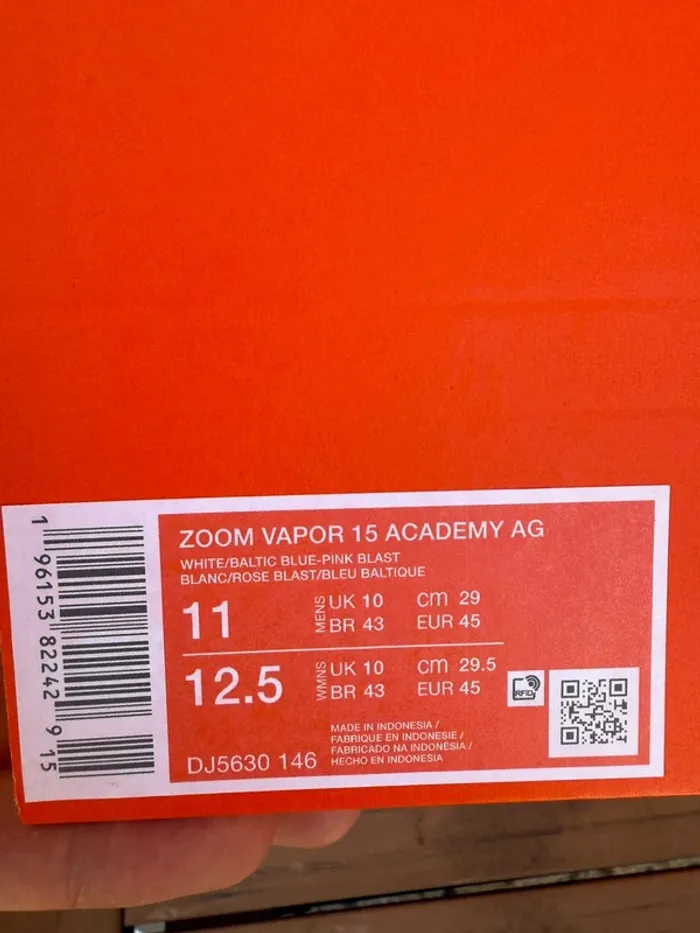 ZOOM VAPOR 15 ACADEMY AG
WHITE/BALTIC BLUE-PINK BLAST
BLANC/ROSE BLAST/BLEU BALTIQUE
11 MENS UK 10 cm 29
BR 43 EUR 45
12.5 WMNS UK 10 cm 29.5
BR 43 EUR 45
RFID
MADE IN INDONESIA /
FABRIQUE EN INDONESIE /
FABRICADO NA INDONÉSIA /
HECHO EN INDONESIA
DJ5630 146
1 96153 82242 9 15